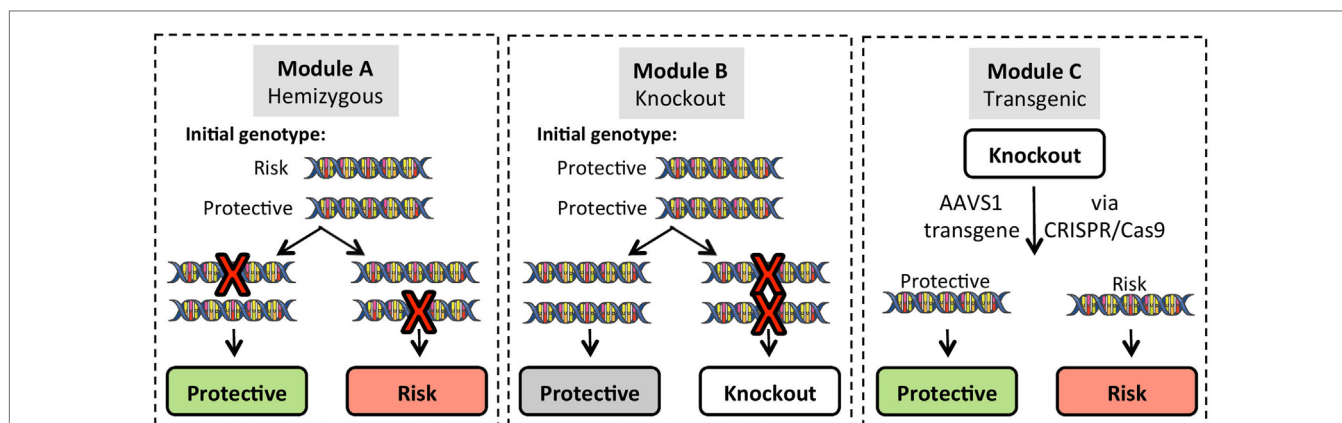 Module A
Hemizygous
Initial genotype:
Risk
Protective
Protective
Risk
Module B
Knockout
Initial genotype:
Protective
Protective
Protective
Knockout
Module C
Transgenic
Knockout
AAVS1 via
transgene CRISPR/Cas9
Protective
Risk
Protective
Risk